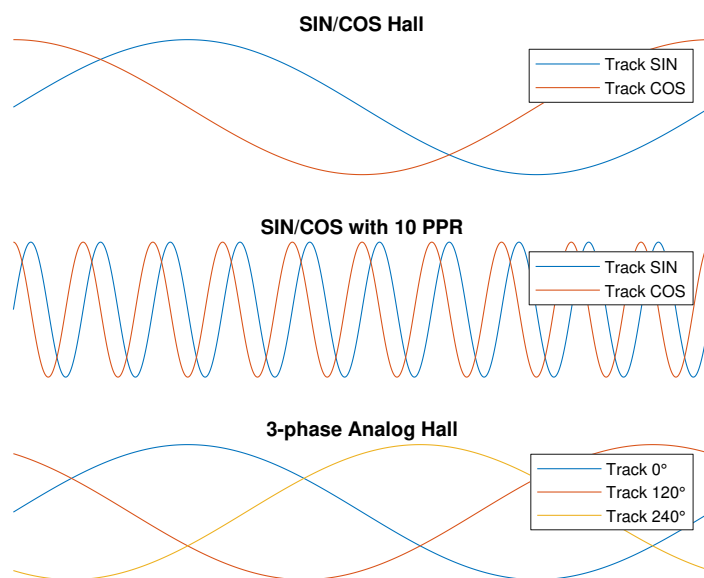 SIN/COS Hall
Track SIN
Track COS
SIN/COS with 10 PPR
Track SIN
Track COS
3-phase Analog Hall
Track 0°
Track 120°
Track 240°